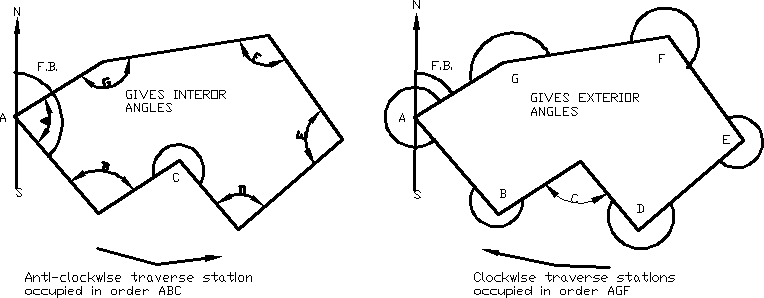 N
F.B.
G
F
GIVES INTEROR
ANGLES
A
A
E
B
C
D
S
Anti-clockwise traverse station
occupied in order ABC
N
F.B.
F
G
GIVES EXTERIOR
ANGLES
A
E
B
C
D
S
Clockwise traverse stations
occupied in order AGF